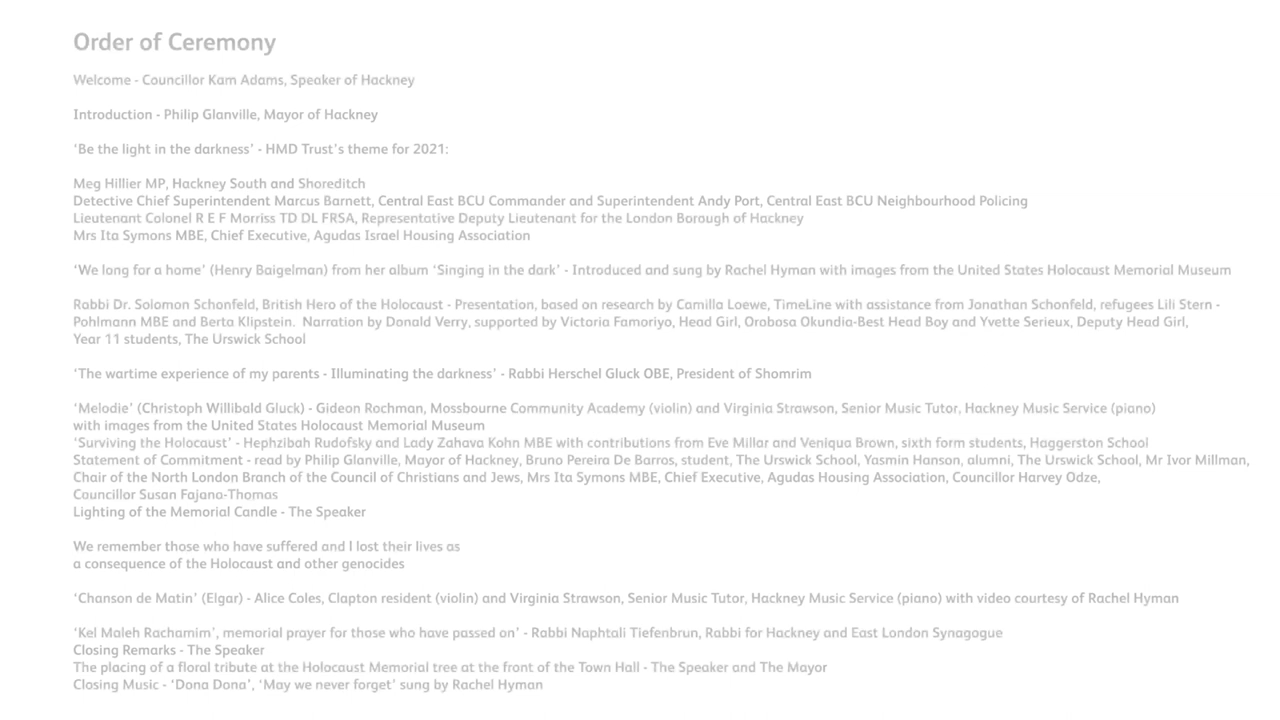 Order of Ceremony
Welcome - Councillor Kam Adams, Speaker of Hackney
Introduction - Philip Glanville, Mayor of Hackney
‘Be the light in the darkness’ - HMD Trust’s theme for 2021:
Meg Hillier MP, Hackney South and Shoreditch
Detective Chief Superintendent Marcus Barnett, Central East BCU Commander and Superintendent Andy Port, Central East BCU Neighbourhood Policing
Lieutenant Colonel R E F Morriss TD DL FRSA, Representative Deputy Lieutenant for the London Borough of Hackney
Mrs Ita Symons MBE, Chief Executive, Agudas Israel Housing Association
‘We long for a home’ (Henry Baigelman) from her album ‘Singing in the dark’ - Introduced and sung by Rachel Hyman with images from the United States Holocaust Memorial Museum
Rabbi Dr. Solomon Schonfeld, British Hero of the Holocaust - Presentation, based on research by Camilla Loewe, TimeLine with assistance from Jonathan Schonfeld, refugees Lili Stern -
Pohlmann MBE and Berta Klipstein.  Narration by Donald Verry, supported by Victoria Famoriyo, Head Girl, Orobosa Okundia-Best Head Boy and Yvette Serieux, Deputy Head Girl,
Year 11 students, The Urswick School
‘The wartime experience of my parents - Illuminating the darkness’ - Rabbi Herschel Gluck OBE, President of Shomrim
‘Melodie’ (Christoph Willibald Gluck) - Gideon Rochman, Mossbourne Community Academy (violin) and Virginia Strawson, Senior Music Tutor, Hackney Music Service (piano)
with images from the United States Holocaust Memorial Museum
‘Surviving the Holocaust’ - Hephzibah Rudofsky and Lady Zahava Kohn MBE with contributions from Eve Millar and Veniqua Brown, sixth form students, Haggerston School
Statement of Commitment - read by Philip Glanville, Mayor of Hackney, Bruno Pereira De Barros, student, The Urswick School, Yasmin Hanson, alumni, The Urswick School, Mr Ivor Millman,
Chair of the North London Branch of the Council of Christians and Jews, Mrs Ita Symons MBE, Chief Executive, Agudas Housing Association, Councillor Harvey Odze,
Councillor Susan Fajana-Thomas
Lighting of the Memorial Candle - The Speaker
We remember those who have suffered and I lost their lives as
a consequence of the Holocaust and other genocides
‘Chanson de Matin’ (Elgar) - Alice Coles, Clapton resident (violin) and Virginia Strawson, Senior Music Tutor, Hackney Music Service (piano) with video courtesy of Rachel Hyman
‘Kel Maleh Rachamim’, memorial prayer for those who have passed on’ - Rabbi Naphtali Tiefenbrun, Rabbi for Hackney and East London Synagogue
Closing Remarks - The Speaker
The placing of a floral tribute at the Holocaust Memorial tree at the front of the Town Hall - The Speaker and The Mayor
Closing Music - ‘Dona Dona’, ‘May we never forget’ sung by Rachel Hyman